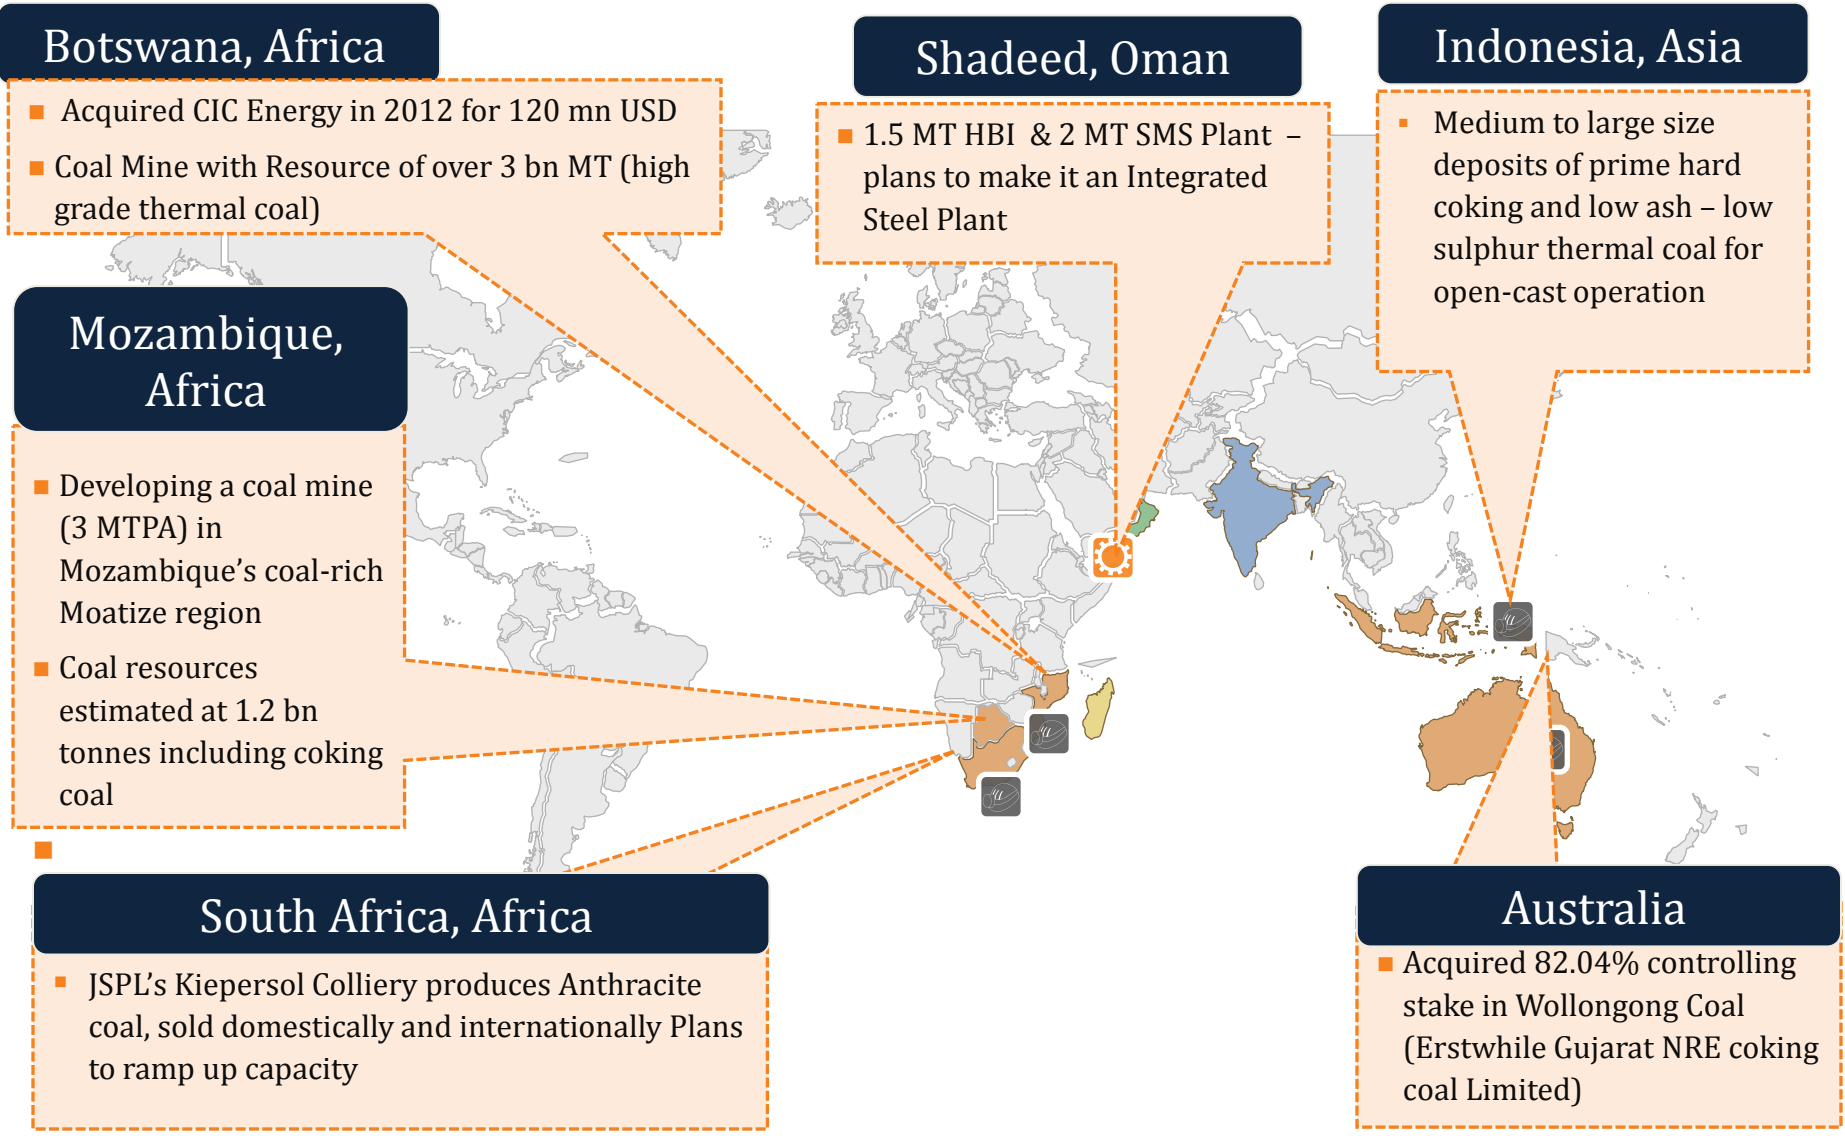 Botswana, Africa
Acquired CIC Energy in 2012 for 120 mn USD
Coal Mine with Resource of over 3 bn MT (high
grade thermal coal)
Shadeed, Oman
1.5 MT HBI & 2 MT SMS Plant –
plans to make it an Integrated
Steel Plant
Indonesia, Asia
Medium to large size
deposits of prime hard
coking and low ash – low
sulphur thermal coal for
open-cast operation
Mozambique,
Africa
Developing a coal mine
(3 MTPA) in
Mozambique’s coal-rich
Moatize region
Coal resources
estimated at 1.2 bn
tonnes including coking
coal
South Africa, Africa
JSPL’s Kiepersol Colliery produces Anthracite
coal, sold domestically and internationally Plans
to ramp up capacity
Australia
Acquired 82.04% controlling
stake in Wollongong Coal
(Erstwhile Gujarat NRE coking
coal Limited)